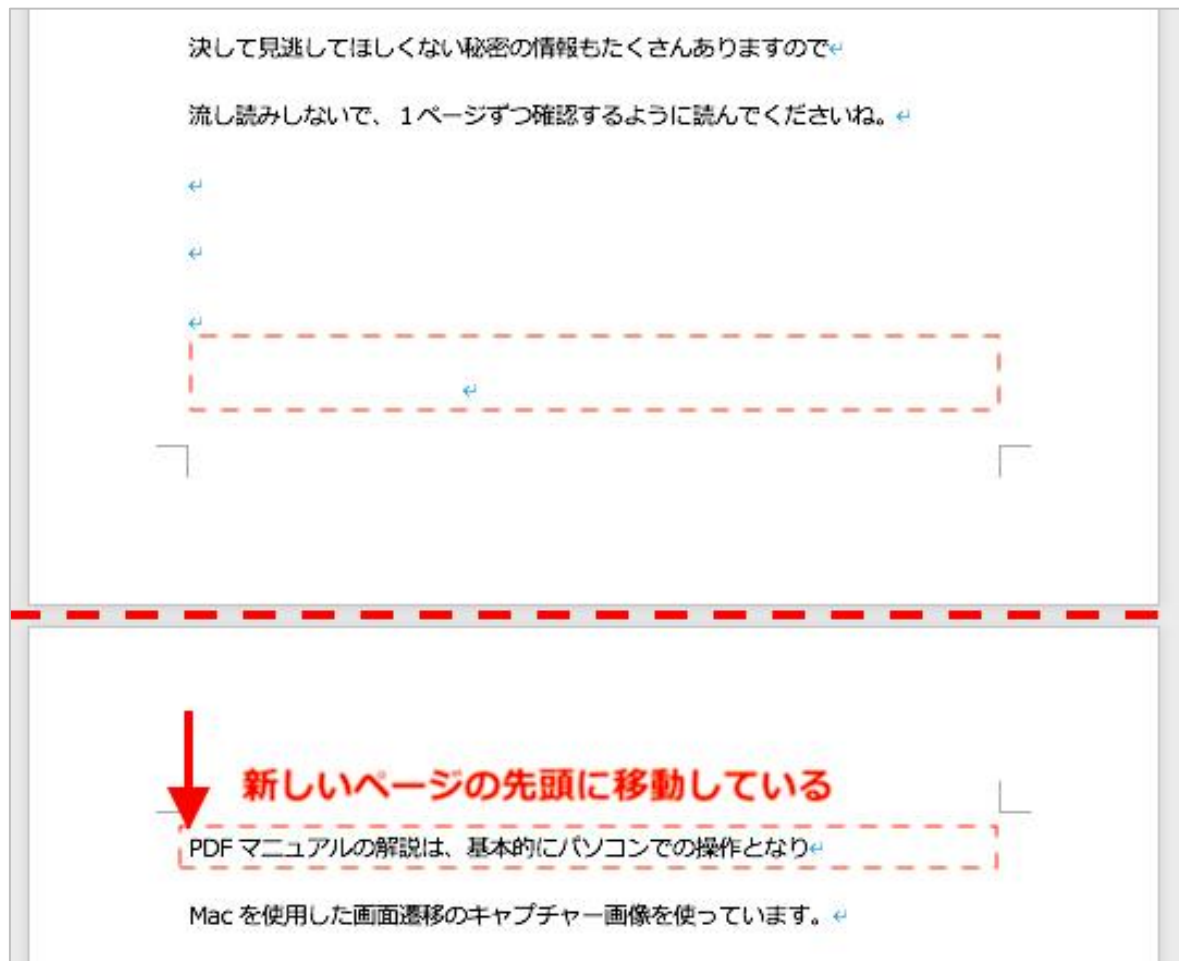 決して見逃してほしくない秘密の情報もたくさんありますので↵
流し読みしないで、1ページずつ確認するように読んでくださいね。↵
↵
↵
↵
↵
新しいページの先頭に移動している
PDF マニュアルの解説は、基本的にパソコンでの操作となり↵
Mac を使用した画面遷移のキャプチャー画像を使っています。↵